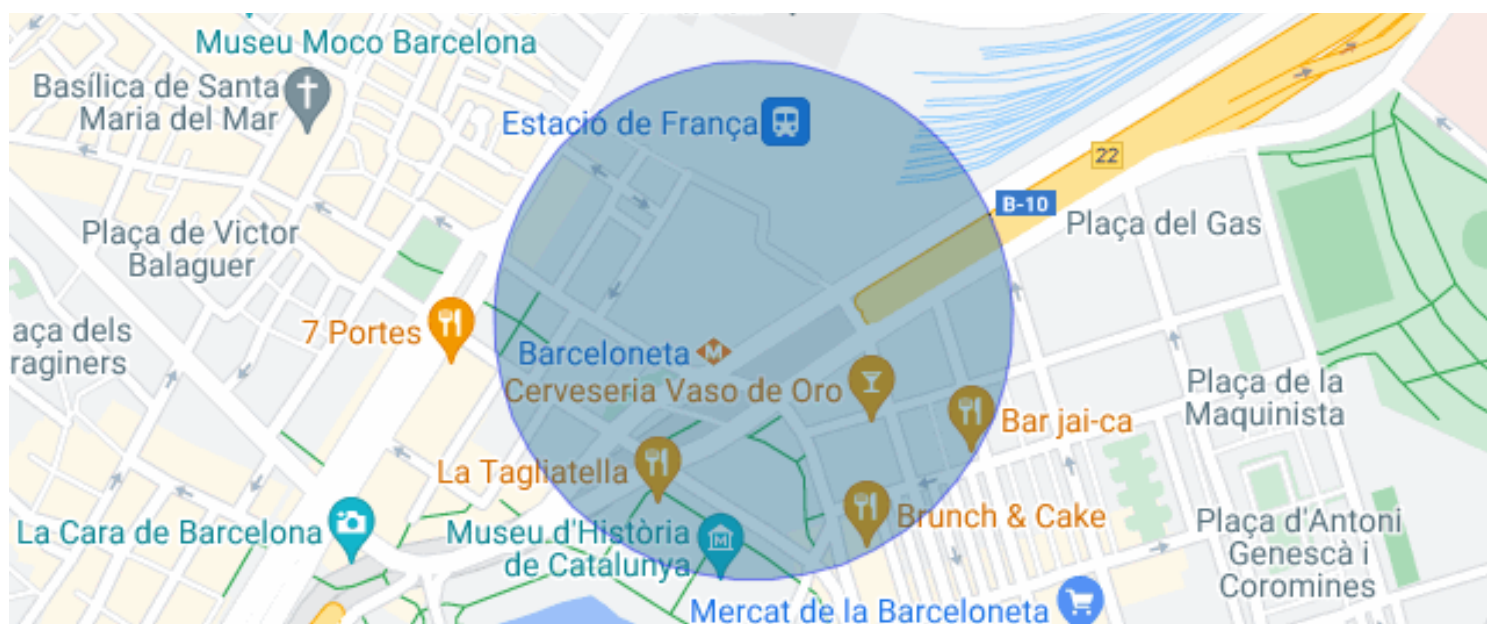 Museu Moco Barcelona
Basílica de Santa
Maria del Mar
Estació de França
22
B-10
Plaça del Gas
Plaça de Victor
Balaguer
7 Portes
aça dels
raginers
Barceloneta
M
Cerveseria Vaso de Oro
Plaça de la
Maquinista
Bar jai-ca
La Tagliatella
La Cara de Barcelona
Museu d'Història
de Catalunya
Brunch & Cake
Plaça d'Antoni
Genescà i
Coromines
Mercat de la Barceloneta